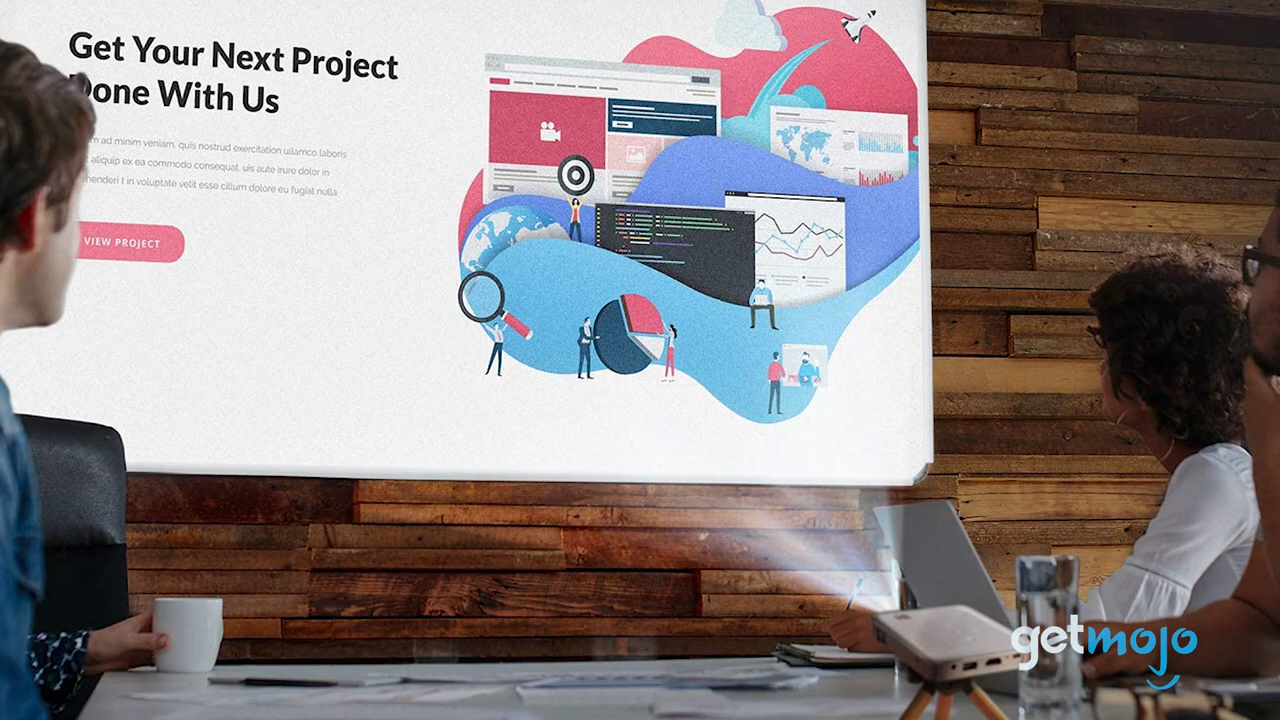 Get Your Next Project
Done With Us
ad minim veniam, quis nostrud exercitation ullamco laboris
aliquip ex ea commodo consequat. uis aute irure dolor in
t in voluptate velit esse cillum dolore eu fugiat nulla
VIEW PROJECT
getmojo